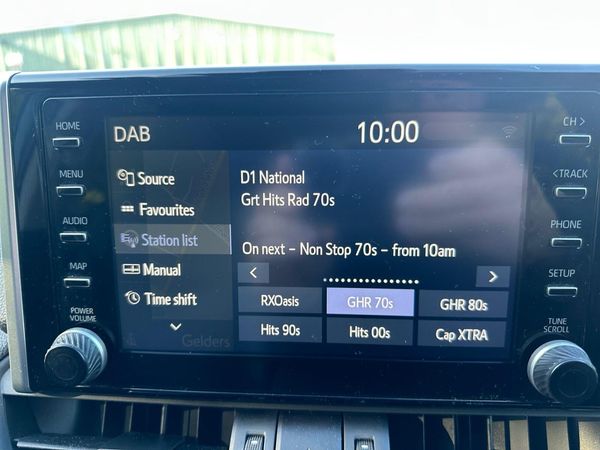 HOME
MENU
AUDIO
MAP
POWER
VOLUME
DAB
10:00
Source
Favourites
Station list
Manual
Time shift
D1 National
Grt Hits Rad 70s
On next – Non Stop 70s – from 10am
< >
RXOasis GHR 70s GHR 80s
Hits 90s Hits 00s Cap XTRA
Gelders
CH >
< TRACK
PHONE
SETUP
TUNE
SCROLL